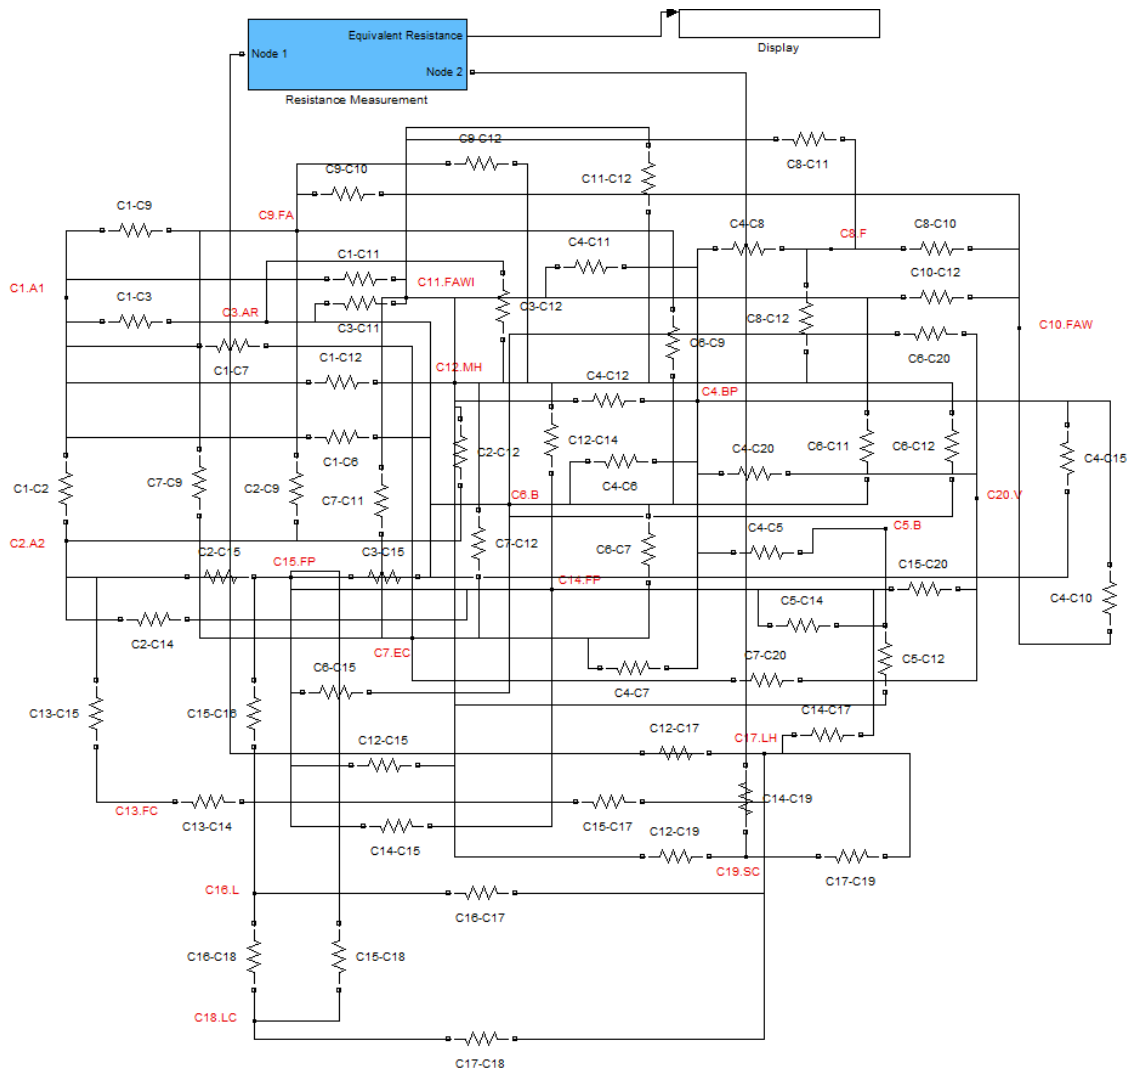 Equivalent Resistance
Node 1
Node 2
Display
Resistance Measurement
C9-C12
C8-C11
C9-C10
C11-C12
C1-C9
C9.FA
C4-C8
C8.F
C8-C10
C4-C11
C1-C11
C10-C12
C11.FAWI
C1.A1
C1-C3
C3-C12
C3.AR
C8-C12
C3-C11
C10.FAW
C6-C9
C6-C20
C1-C7
C1-C12
C12.MH
C4-C12
C4.BP
C12-C14
C2-C12
C6-C11
C6-C12
C4-C15
C1-C6
C4-C20
C1-C2
C7-C9
C2-C9
C4-C6
C7-C11
C6.B
C20.V
C4-C5
C5.B
C2.A2
C7-C12
C6-C7
C2-C15
C15.FP
C3-C15
C15-C20
C14.FP
C4-C10
C5-C14
C2-C14
C7.EC
C7-C20
C5-C12
C6-C15
C4-C7
C13-C15
C15-C16
C14-C17
C12-C17
C17.LH
C12-C15
C14-C19
C13.FC
C13-C14
C15-C17
C12-C19
C14-C15
C19.SC
C17-C19
C16.L
C16-C17
C16-C18
C15-C18
C18.LC
C17-C18